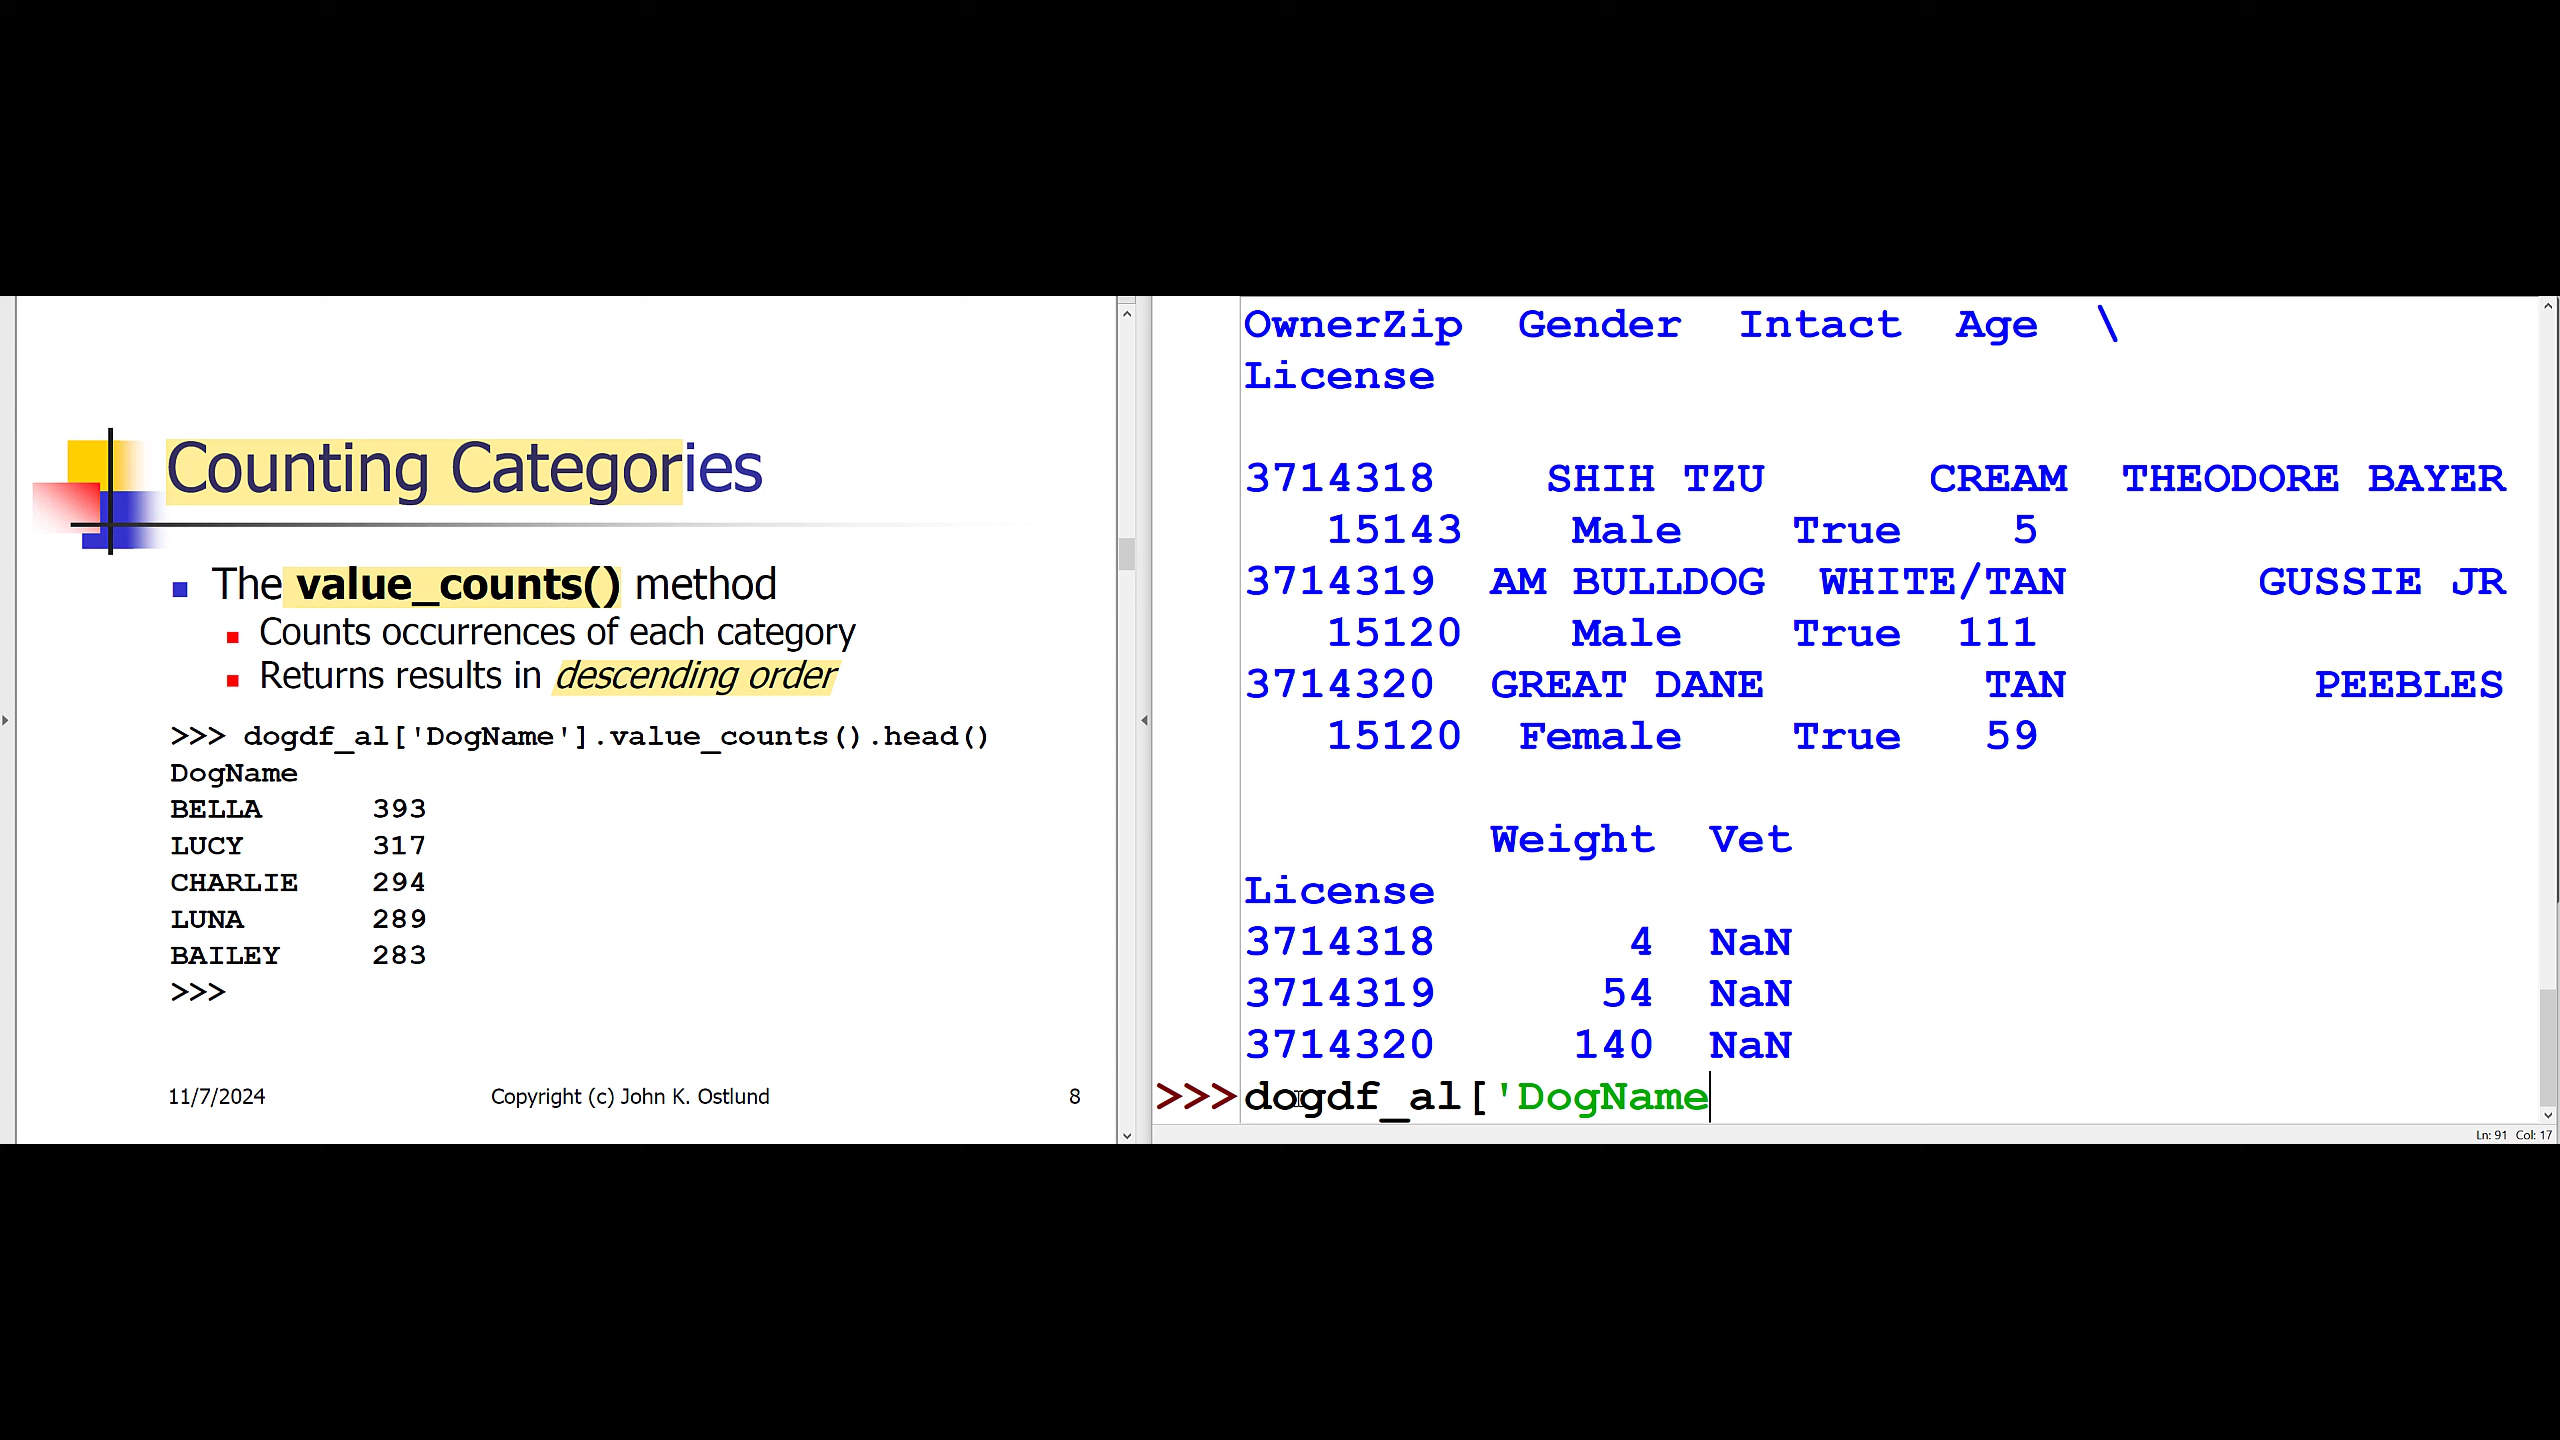 Counting Categories
The value_counts() method
Counts occurrences of each category
Returns results in descending order
>>> dogdf_al['DogName'].value_counts().head()
DogName
BELLA 393
LUCY 317
CHARLIE 294
LUNA 289
BAILEY 283
>>>
11/7/2024 Copyright (c) John K. Ostlund 8
OwnerZip Gender Intact Age \
License
3714318 SHIH TZU CREAM THEODORE BAYER
15143 Male True 5
3714319 AM BULLDOG WHITE/TAN GUSSIE JR
15120 Male True 111
3714320 GREAT DANE TAN PEEBLES
15120 Female True 59
Weight Vet
License
3714318 4 NaN
3714319 54 NaN
3714320 140 NaN
>>> dogdf_al['DogName
Ln: 91 Col: 17